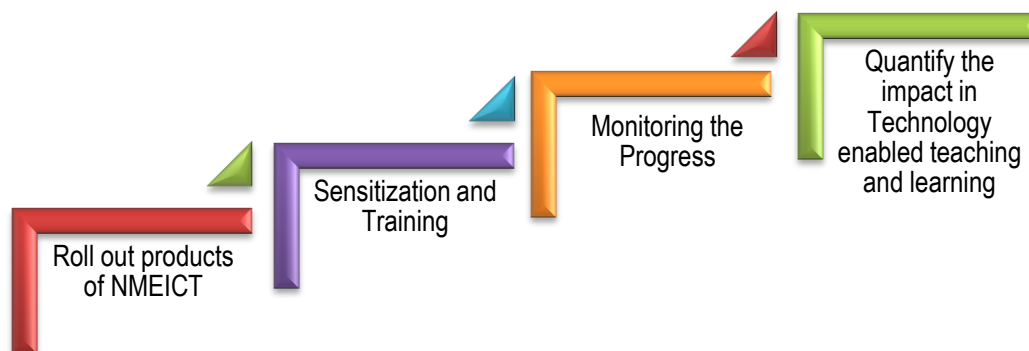 Roll out products
of NMEICT
Sensitization and
Training
Monitoring the
Progress
Quantify the
impact in
Technology
enabled teaching
and learning